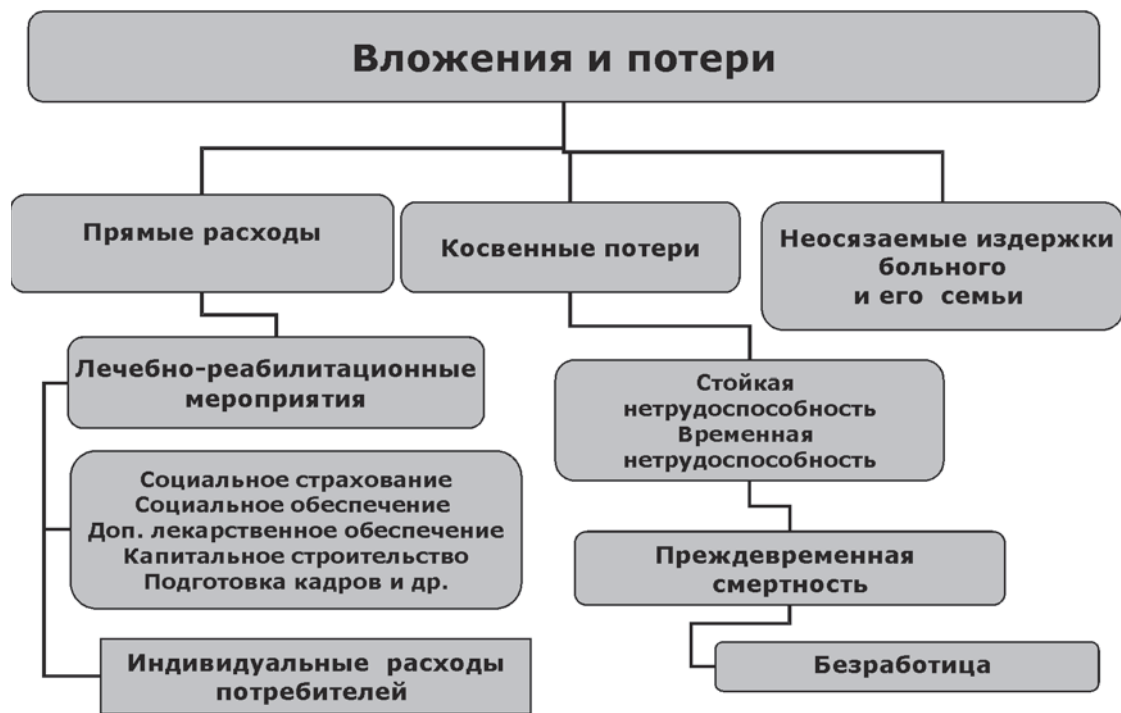 Вложения и потери
Прямые расходы
Косвенные потери
Неосязаемые издержки
больного
и его семьи
Лечебно-реабилитационные
мероприятия
Стойкая
нетрудоспособность
Временная
нетрудоспособность
Социальное страхование
Социальное обеспечение
Доп. лекарственное обеспечение
Капитальное строительство
Подготовка кадров и др.
Преждевременная
смертность
Индивидуальные расходы
потребителей
Безработица